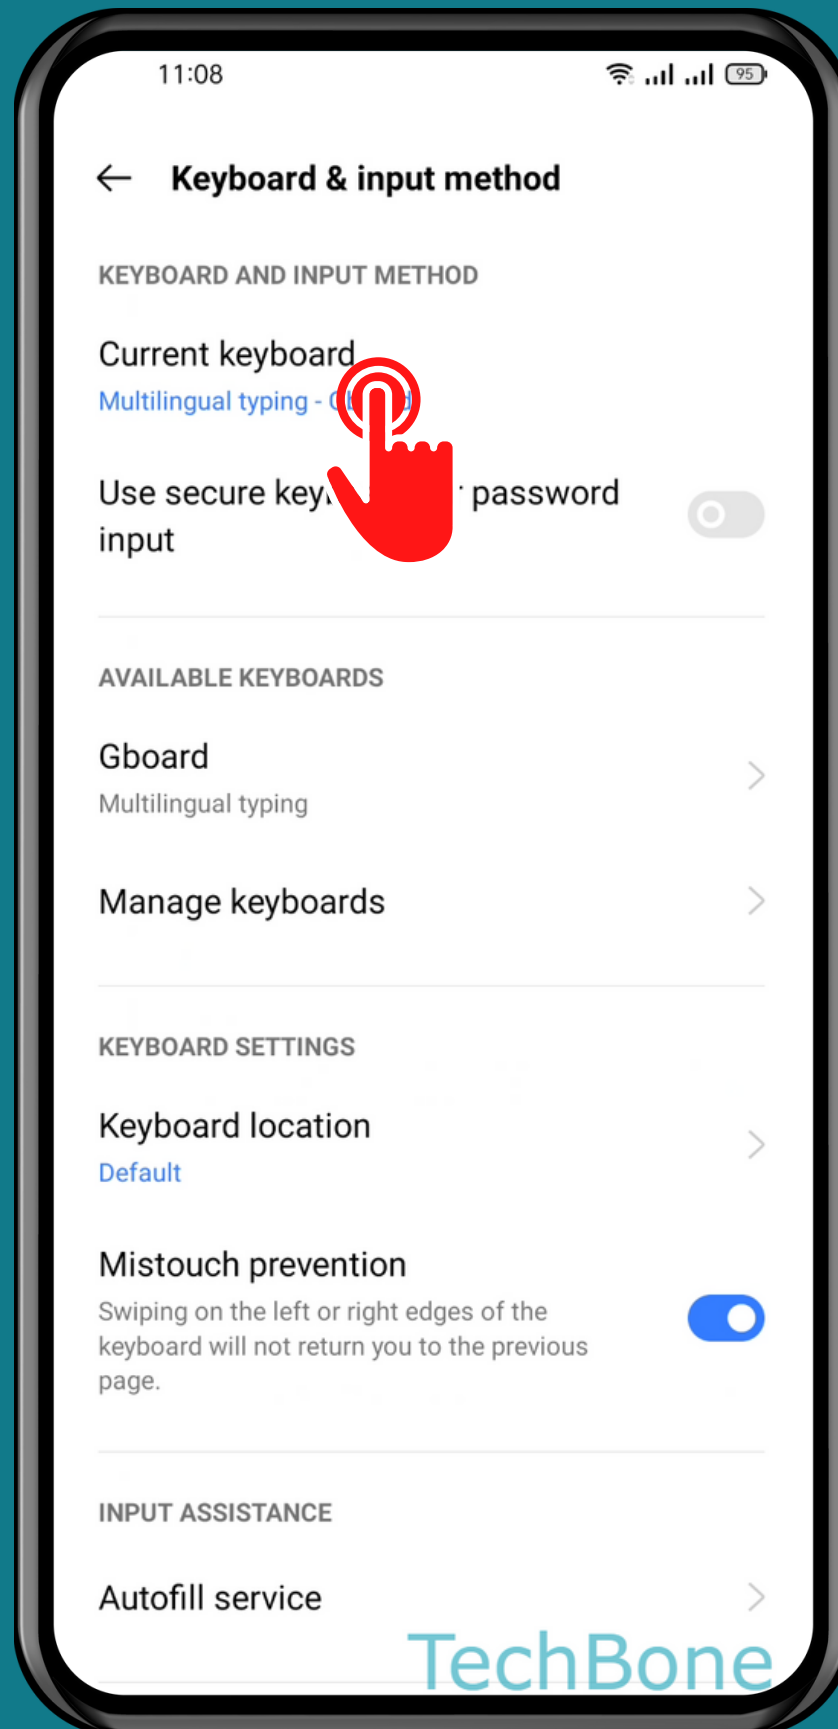 11:08
95
Keyboard & input method
KEYBOARD AND INPUT METHOD
Current keyboard
Multilingual typing -
Use secure password
input
AVAILABLE KEYBOARDS
Gboard
Multilingual typing
Manage keyboards
KEYBOARD SETTINGS
Keyboard location
Default
Mistouch prevention
Swiping on the left or right edges of the
keyboard will not return you to the previous
page.
INPUT ASSISTANCE
Autofill service
TechBone